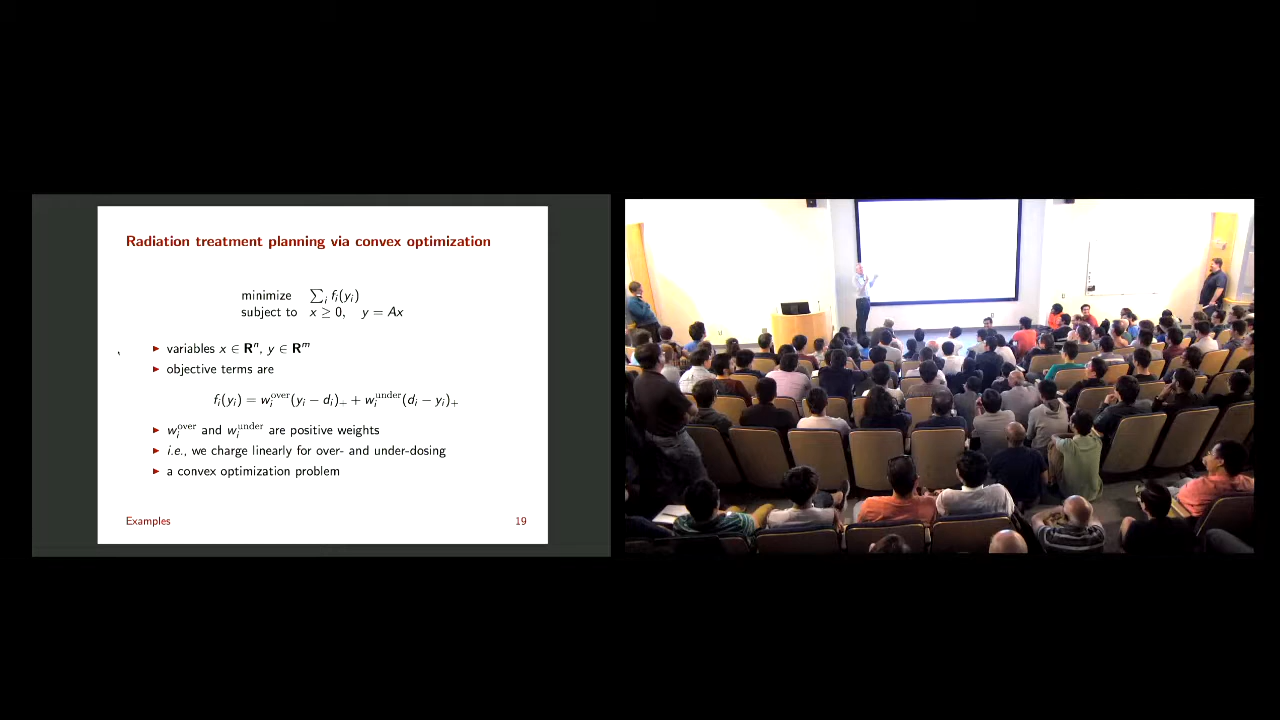 Radiation treatment planning via convex optimization
minimize ∑ᵢ fᵢ(yᵢ)
subject to x ≥ 0, y = Ax
▶ variables x ∈ Rⁿ, y ∈ Rᵐ
▶ objective terms are
fᵢ(yᵢ) = wᵢ^over(yᵢ − dᵢ)₊ + wᵢ^under(dᵢ − yᵢ)₊
▶ wᵢ^over and wᵢ^under are positive weights
▶ i.e., we charge linearly for over- and under-dosing
▶ a convex optimization problem
Examples 19